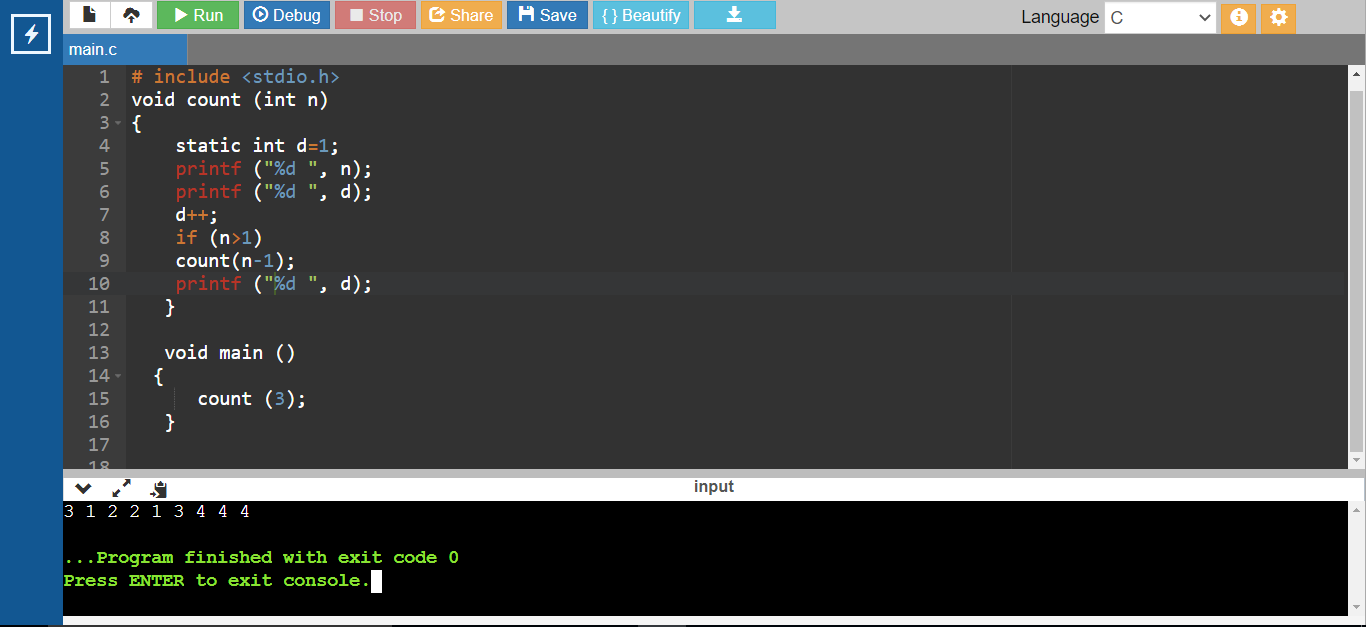 Run Debug Stop Share Save { } Beautify Language C
main.c
1 # include <stdio.h>
2 void count (int n)
3 {
4 static int d=1;
5 printf ("%d ", n);
6 printf ("%d ", d);
7 d++;
8 if (n>1)
9 count(n-1);
10 printf ("%d ", d);
11 }
12
13 void main ()
14 {
15 count (3);
16 }
17
18
input
3 1 2 2 1 3 4 4 4
...Program finished with exit code 0
Press ENTER to exit console.